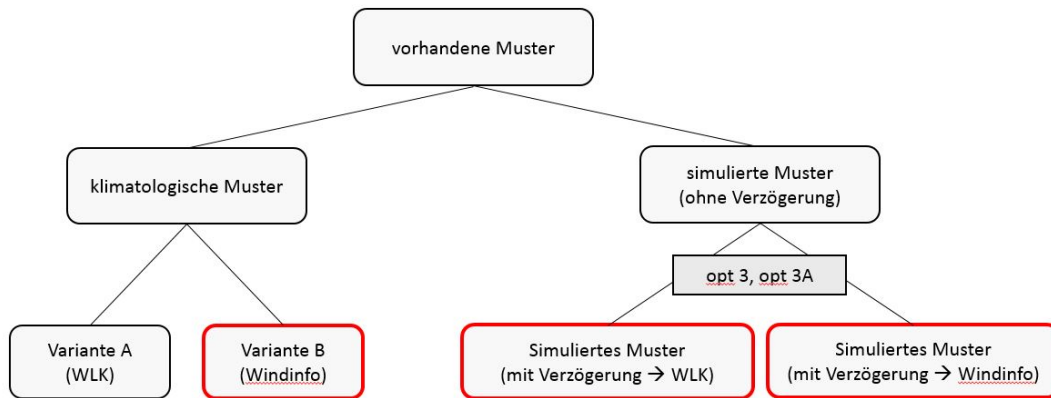 vorhandene Muster
klimatologische Muster
simulierte Muster
(ohne Verzögerung)
opt 3, opt 3A
Variante A
(WLK)
Variante B
(Windinfo)
Simuliertes Muster
(mit Verzögerung → WLK)
Simuliertes Muster
(mit Verzögerung → Windinfo)